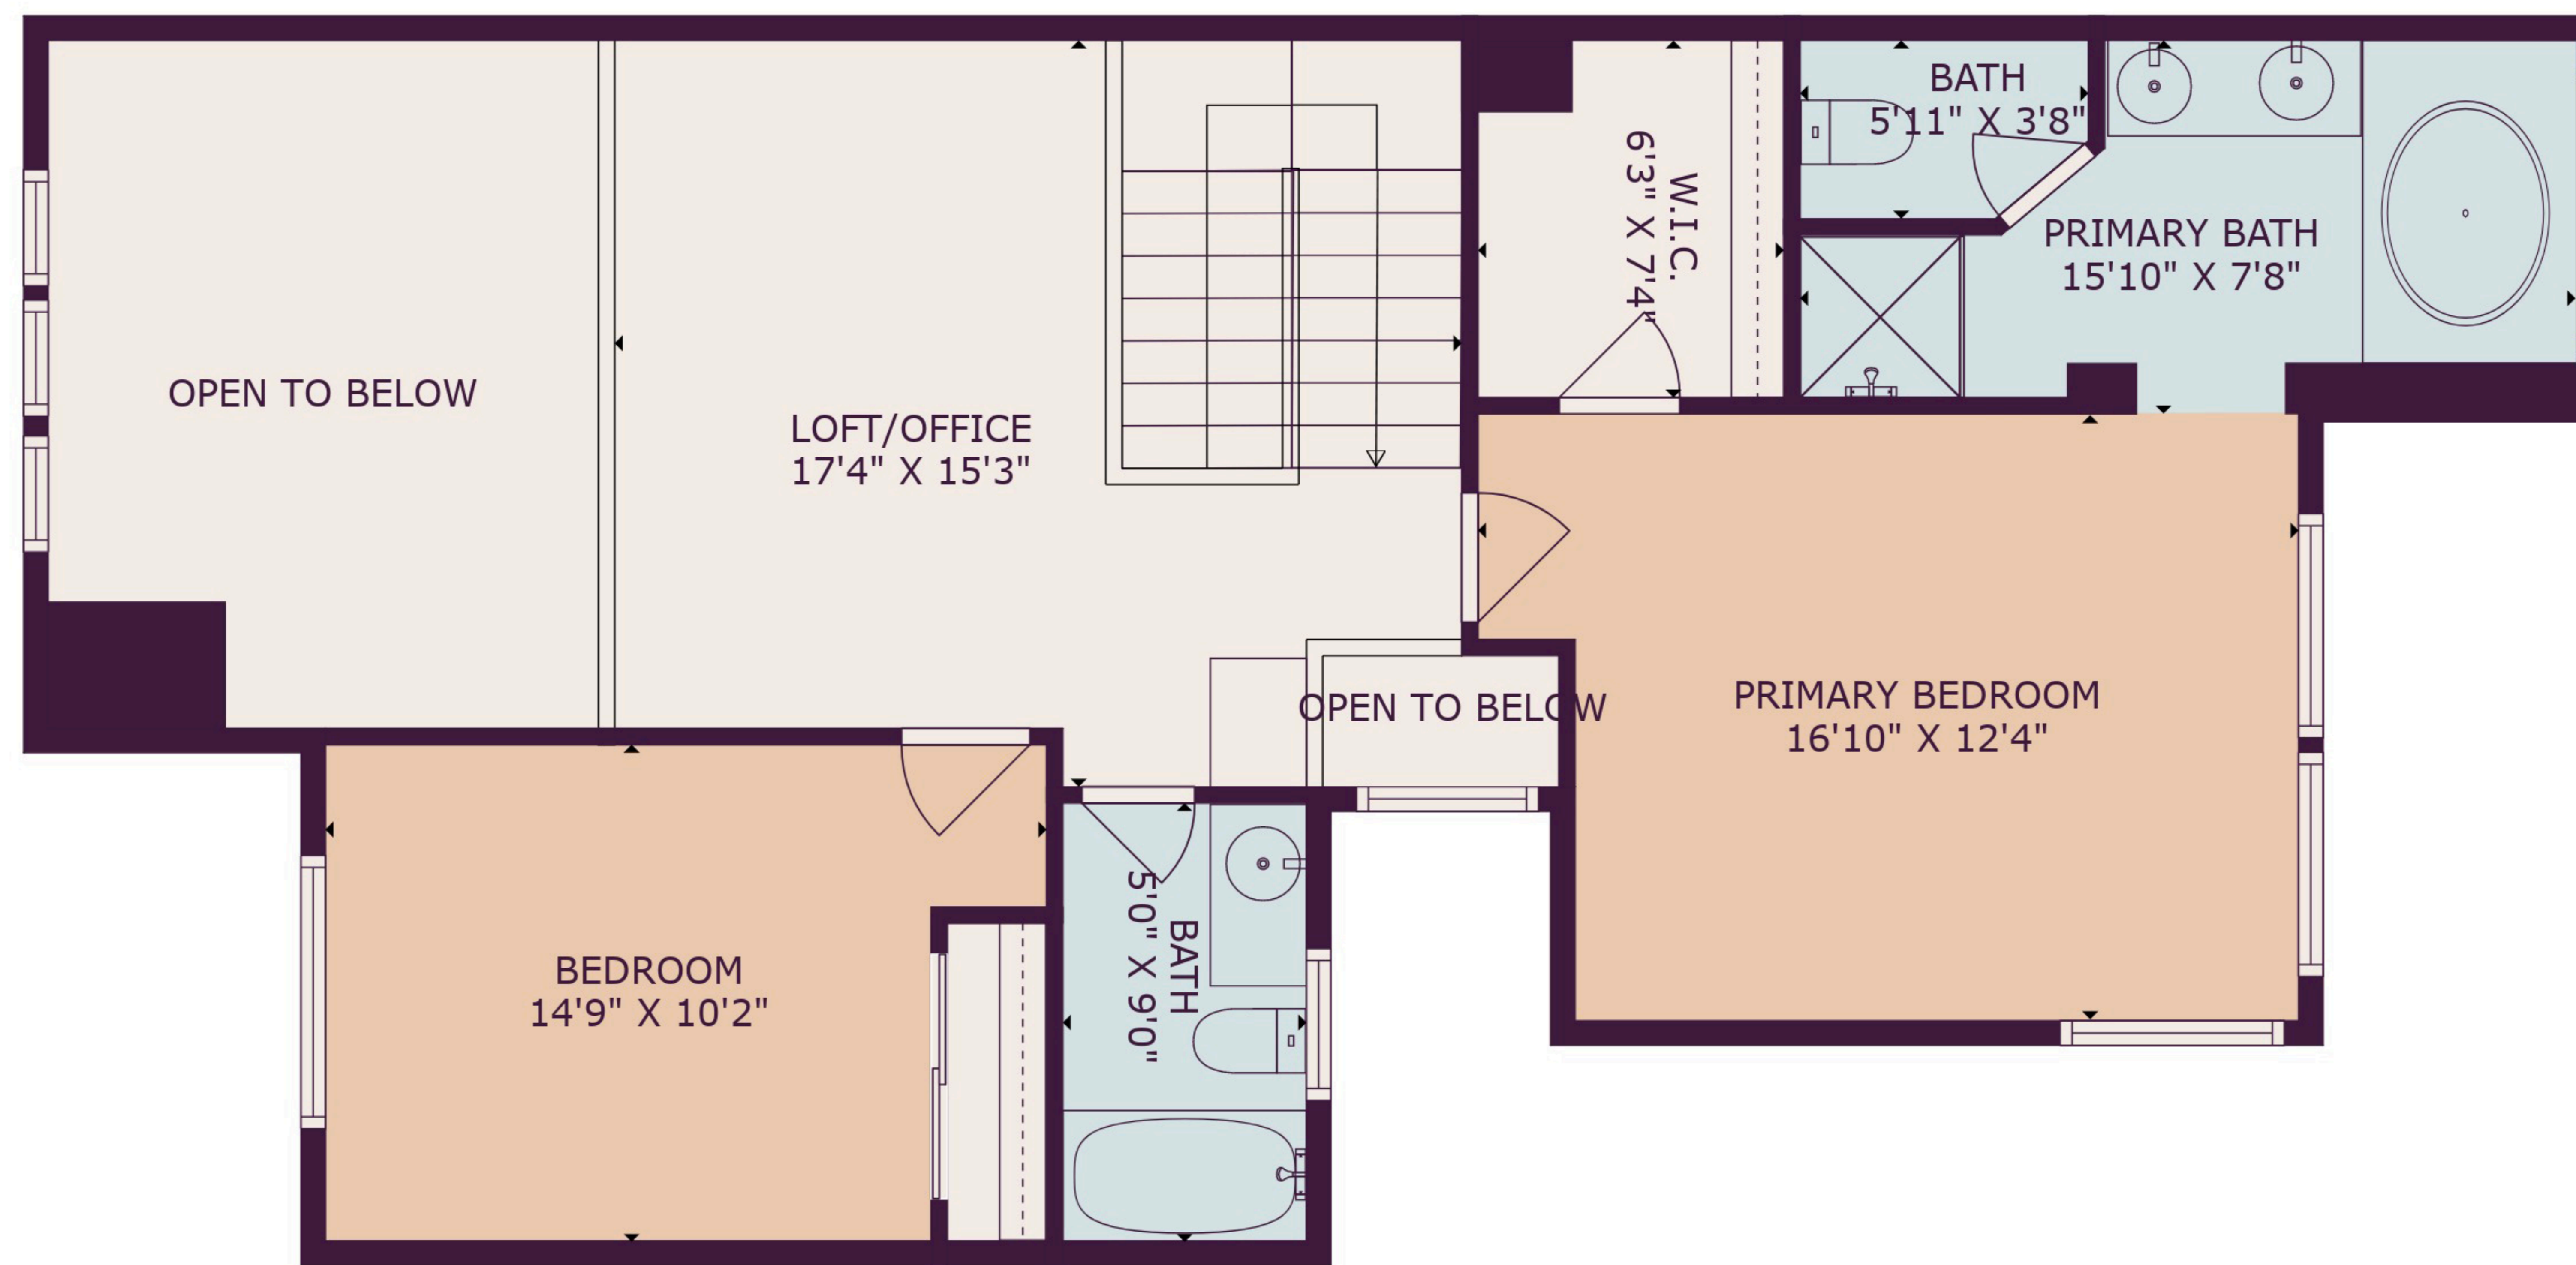 OPEN TO BELOW
LOFT/OFFICE
17'4" X 15'3"
W.I.C.
6'3" X 7'4"
BATH
5'11" X 3'8"
PRIMARY BATH
15'10" X 7'8"
OPEN TO BELOW
PRIMARY BEDROOM
16'10" X 12'4"
BEDROOM
14'9" X 10'2"
BATH
5'0" X 9'0"